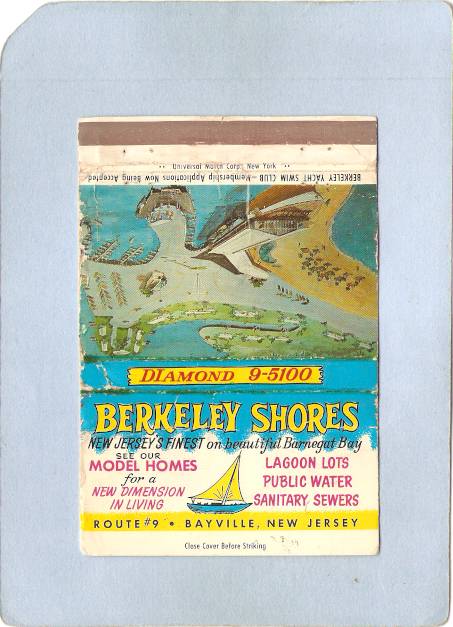 ·· Universal Match Corp., New York ··
BERKELEY YACHT SWIM CLUB — Membership Applications Now Being Accepted
DIAMOND 9-5100
BERKELEY SHORES
NEW JERSEY'S FINEST on beautiful Barnegat Bay
SEE OUR
MODEL HOMES
for a
NEW DIMENSION
IN LIVING
LAGOON LOTS
PUBLIC WATER
SANITARY SEWERS
ROUTE #9 • BAYVILLE, NEW JERSEY
Close Cover Before Striking